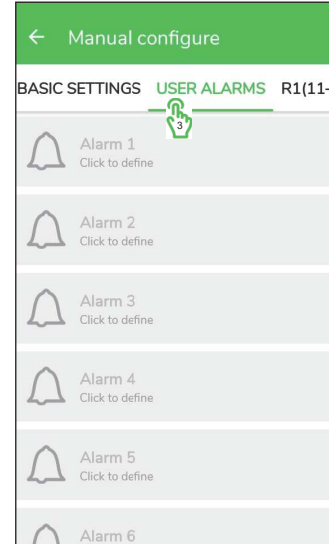 ← Manual configure
BASIC SETTINGS USER ALARMS R1(11-
3
Alarm 1
Click to define
Alarm 2
Click to define
Alarm 3
Click to define
Alarm 4
Click to define
Alarm 5
Click to define
Alarm 6